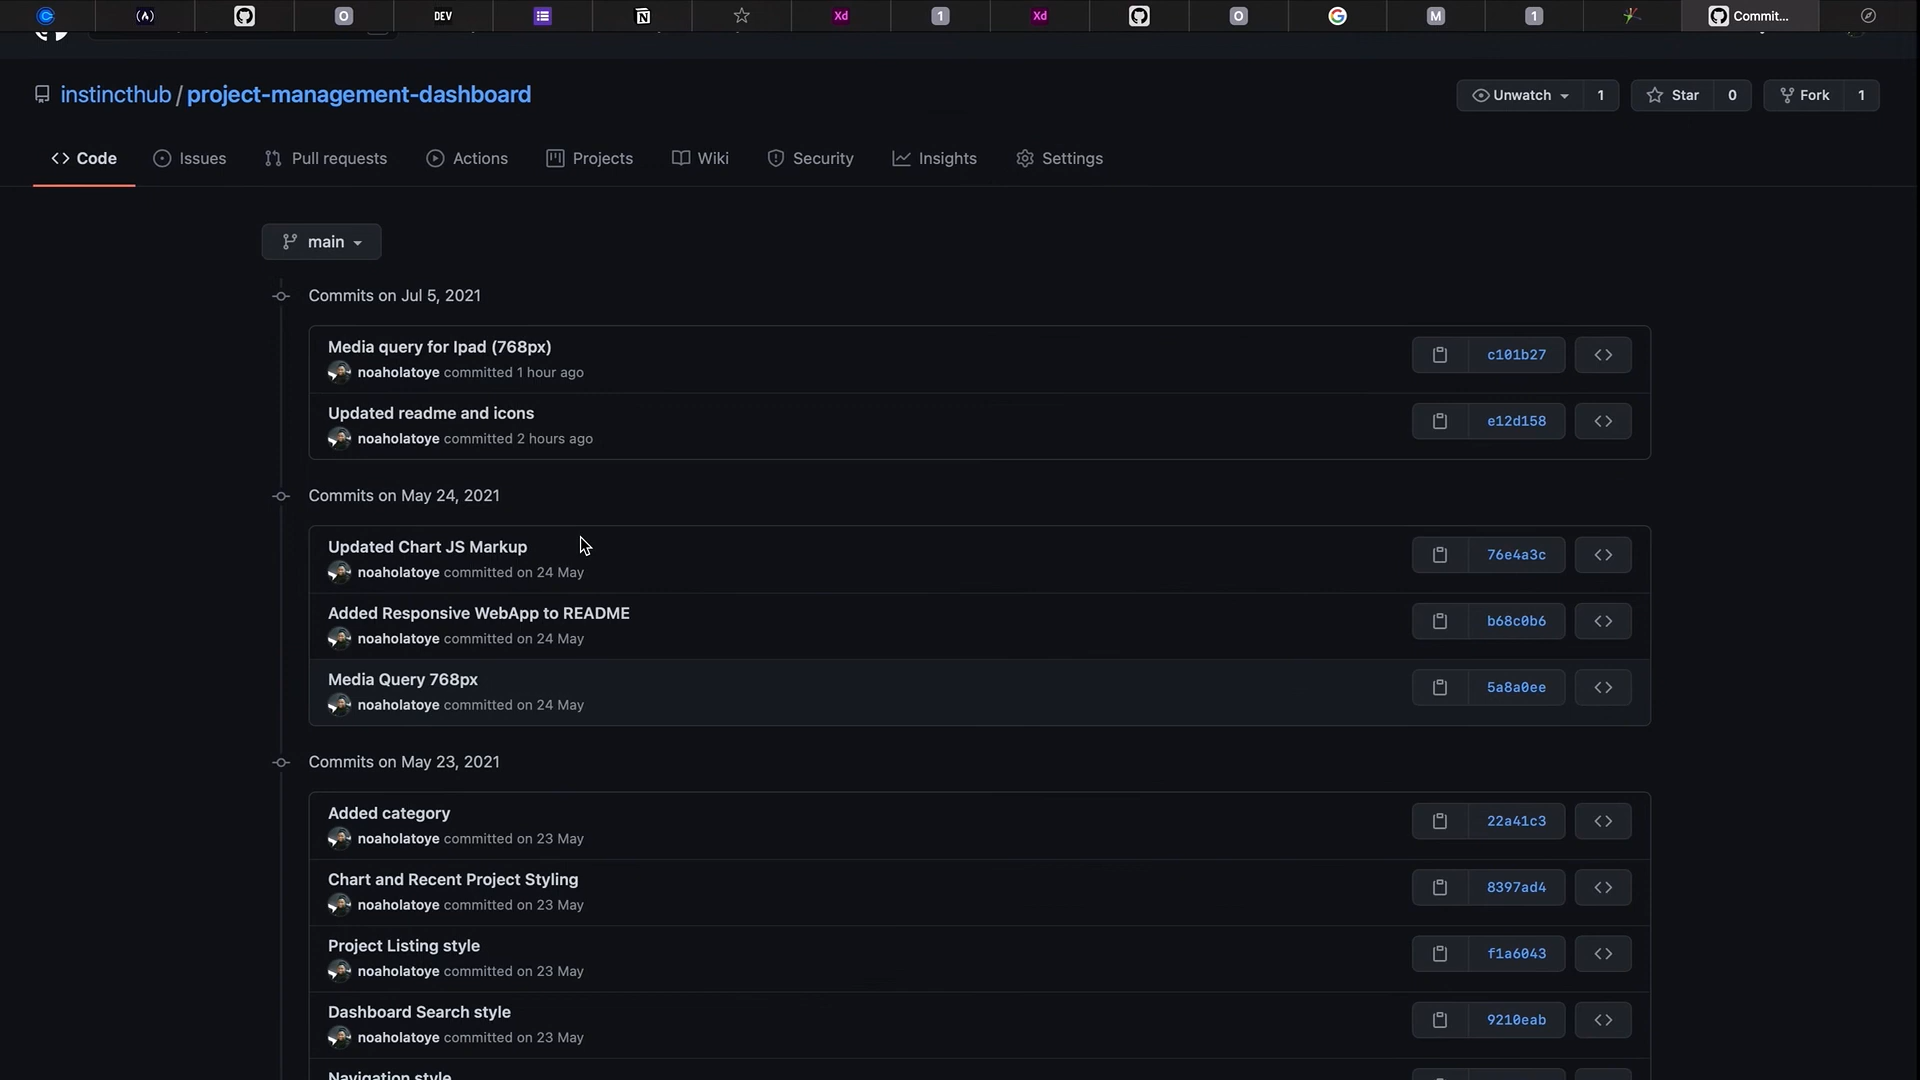 DEV
Xd
1
Xd
M
1
Commit...
instincthub / project-management-dashboard
Unwatch 1
Star 0
Fork 1
Code
Issues
Pull requests
Actions
Projects
Wiki
Security
Insights
Settings
main
Commits on Jul 5, 2021
Media query for Ipad (768px)
noaholatoye committed 1 hour ago
c101b27
Updated readme and icons
noaholatoye committed 2 hours ago
e12d158
Commits on May 24, 2021
Updated Chart JS Markup
noaholatoye committed on 24 May
76e4a3c
Added Responsive WebApp to README
noaholatoye committed on 24 May
b68c0b6
Media Query 768px
noaholatoye committed on 24 May
5a8a0ee
Commits on May 23, 2021
Added category
noaholatoye committed on 23 May
22a41c3
Chart and Recent Project Styling
noaholatoye committed on 23 May
8397ad4
Project Listing style
noaholatoye committed on 23 May
f1a6043
Dashboard Search style
noaholatoye committed on 23 May
9210eab
Navigation style